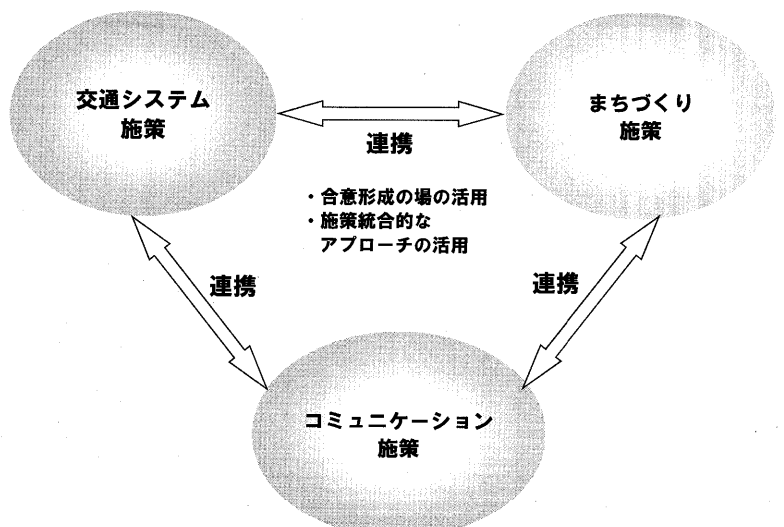 交通システム
施策
まちづくり
施策
連携
・合意形成の場の活用
・施策統合的な
アプローチの活用
連携
連携
コミュニケーション
施策